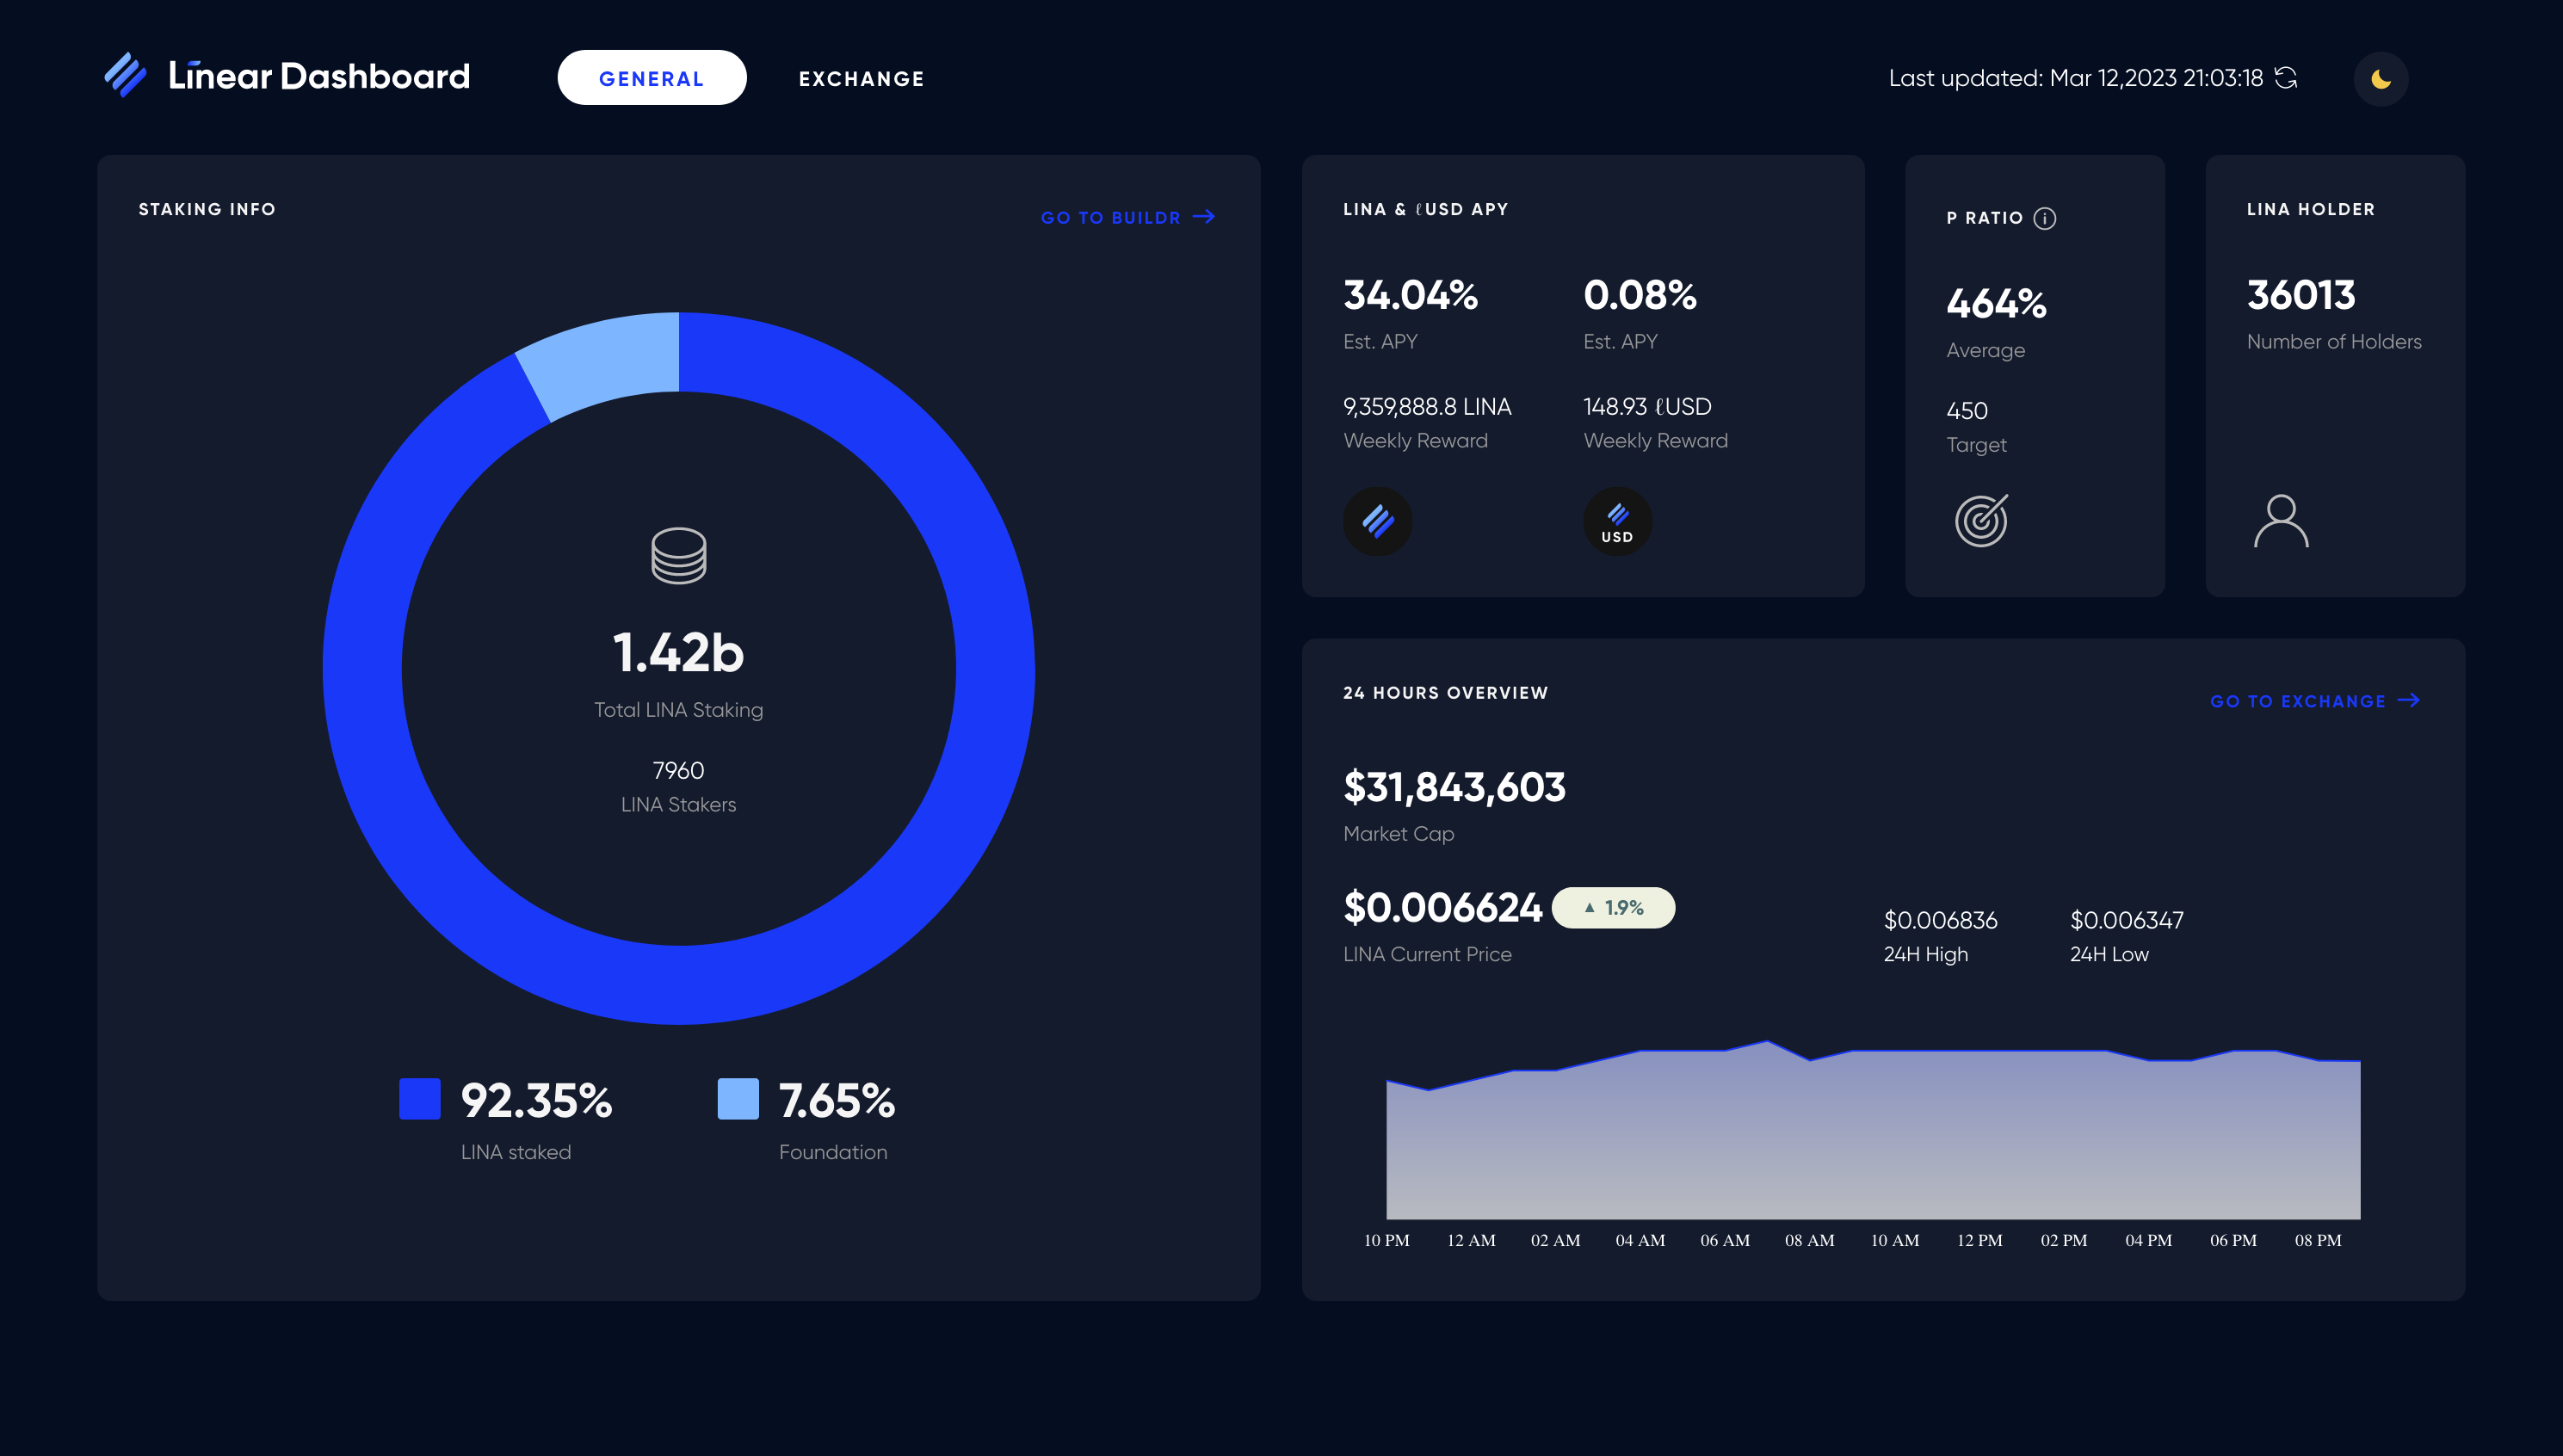 Linear Dashboard
GENERAL
EXCHANGE
Last updated: Mar 12,2023 21:03:18
STAKING INFO
GO TO BUILDR
1.42b
Total LINA Staking
7960
LINA Stakers
92.35%
LINA staked
7.65%
Foundation
LINA & ℓUSD APY
34.04%
Est. APY
9,359,888.8 LINA
Weekly Reward
0.08%
Est. APY
148.93 ℓUSD
Weekly Reward
USD
P RATIO
464%
Average
450
Target
LINA HOLDER
36013
Number of Holders
24 HOURS OVERVIEW
GO TO EXCHANGE
$31,843,603
Market Cap
$0.006624 ▲ 1.9%
LINA Current Price
$0.006836
24H High
$0.006347
24H Low
10 PM 12 AM 02 AM 04 AM 06 AM 08 AM 10 AM 12 PM 02 PM 04 PM 06 PM 08 PM